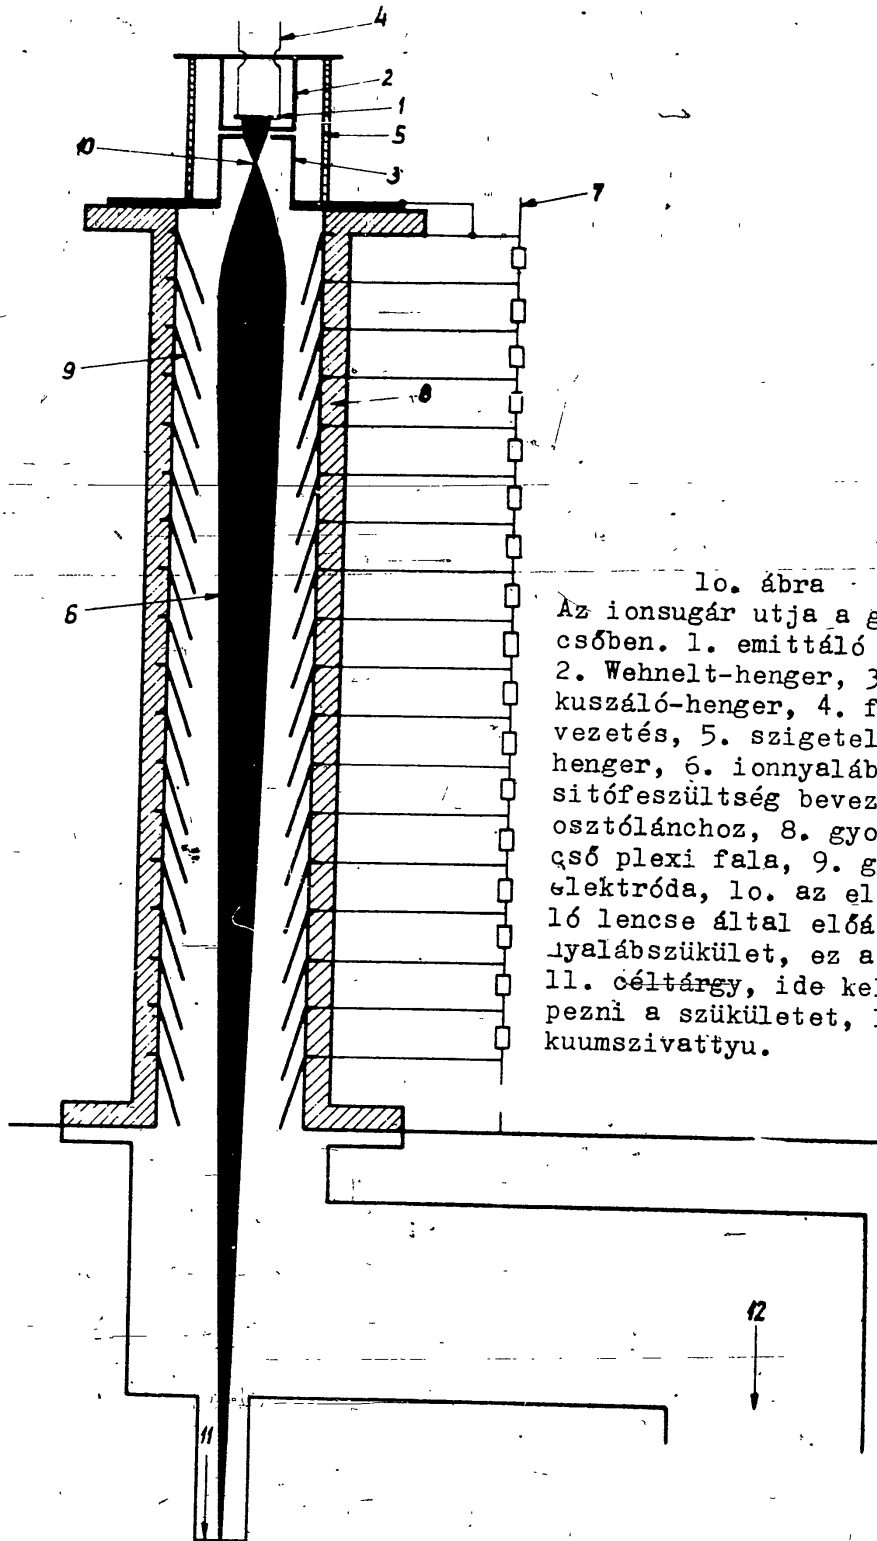 4
2
1
5
10
3
7
9
8
6
lo. ábra
Az ionsugár utja a g
csőben. 1. emittáló
2. Wehnelt-henger, 3
kuszáló-henger, 4. f
vezetés, 5. szigetel
henger, 6. ionnyaláb
sitófeszültség bevez
osztólánchoz, 8. gyo
cső plexi fala, 9. g
elektróda, lo. az el
ló lencse által előá
nyalábszükület, ez a
11. céltárgy, ide kel
pezni a szükületet, 1
kuumszivattyu.
12
11